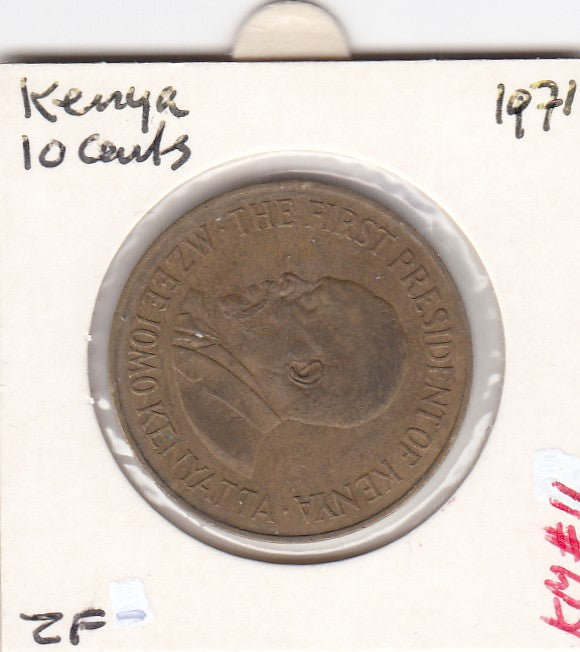 Kenya
10 Cents
1971
MZEE JOMO KENYATTA · THE FIRST PRESIDENT OF KENYA ·
ZF-
KM#11